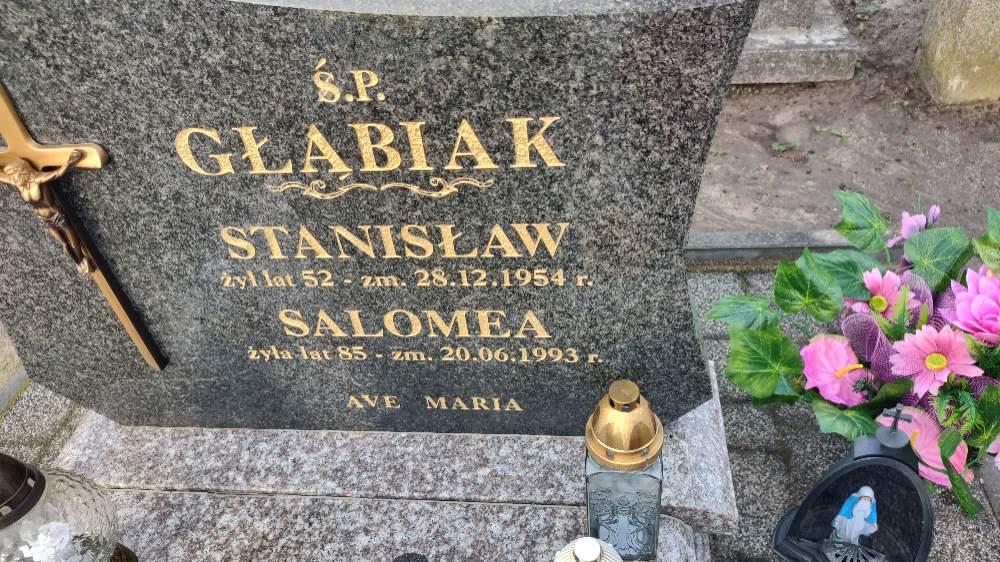 Ś.P.
GŁĄBIAK
STANISŁAW
żył lat 52 - zm. 28.12.1954 r.
SALOMEA
żyła lat 85 - zm. 20.06.1993 r.
AVE MARIA